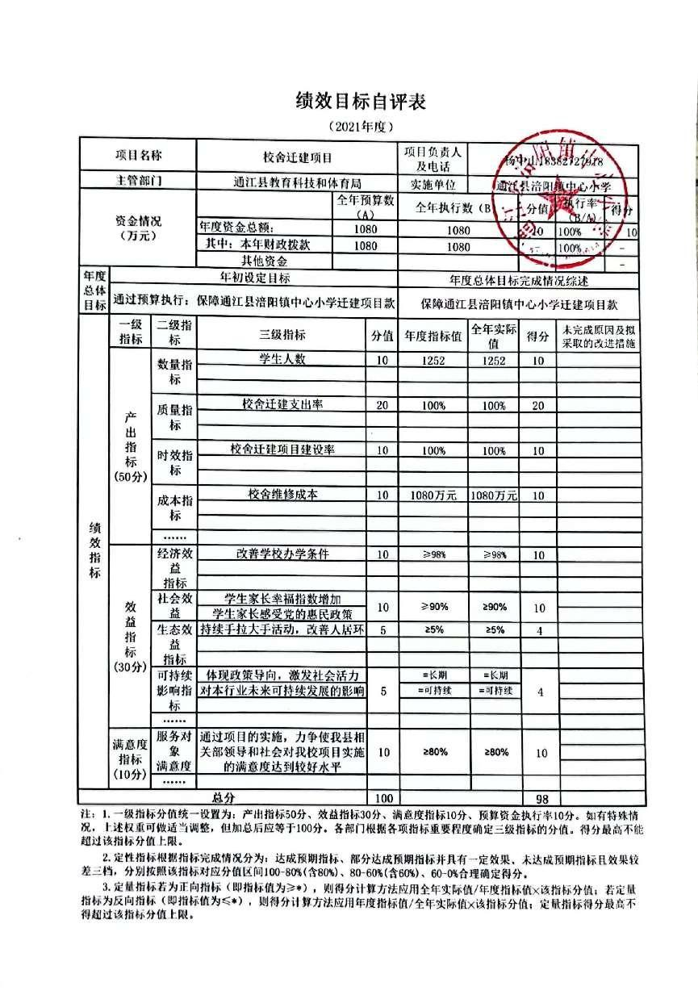 绩效目标自评表
（2021年度）
项目名称 校舍迁建项目 项目负责人及电话 杨中山18382727978
主管部门 通江县教育科技和体育局 实施单位 通江县涪阳镇中心小学
资金情况（万元） 全年预算数（A） 全年执行数（B 分值 执行率（B/A） 得分
年度资金总额： 1080 1080 10 100% 10
其中：本年财政拨款 1080 1080 100% -
其他资金 -
年度总体目标 年初设定目标 年度总体目标完成情况综述
通过预算执行：保障通江县涪阳镇中心小学迁建项目款 保障通江县涪阳镇中心小学迁建项目款
绩效指标
一级指标 二级指标 三级指标 分值 年度指标值 全年实际值 得分 未完成原因及拟采取的改进措施
产出指标(50分)
数量指标 学生人数 10 1252 1252 10
质量指标 校舍迁建支出率 20 100% 100% 20
时效指标 校舍迁建项目建设率 10 100% 100% 10
成本指标 校舍维修成本 10 1080万元 1080万元 10
……
效益指标(30分)
经济效益指标 改善学校办学条件 10 ≥98% ≥98% 10
社会效益 学生家长幸福指数增加 10 ≥90% ≥90% 10
学生家长感受党的惠民政策
生态效益指标 持续手拉大手活动，改善人居环 5 ≥5% ≥5% 4
可持续影响指标 体现政策导向，激发社会活力 5 =长期 =长期 4
对本行业未来可持续发展的影响 =可持续 =可持续
……
满意度指标(10分) 服务对象满意度 通过项目的实施，力争使我县相关部领导和社会对我校项目实施的满意度达到较好水平 10 ≥80% ≥80% 10
……
总分 100 98
注：1.一级指标分值统一设置为：产出指标50分、效益指标30分、满意度指标10分、预算资金执行率10分。如有特殊情
况，上述权重可做适当调整，但加总后应等于100分。各部门根据各项指标重要程度确定三级指标的分值。得分最高不能
超过该指标分值上限。
2.定性指标根据指标完成情况分为：达成预期指标、部分达成预期指标并具有一定效果、未达成预期指标且效果较
差三档，分别按照该指标对应分值区间100-80%(含80%)、80-60%(含60%)、60-0%合理确定得分。
3.定量指标若为正向指标（即指标值为≥*），则得分计算方法应用全年实际值/年度指标值×该指标分值；若定量
指标为反向指标（即指标值为≤*），则得分计算方法应用年度指标值/全年实际值×该指标分值；定量指标得分最高不
得超过该指标分值上限。